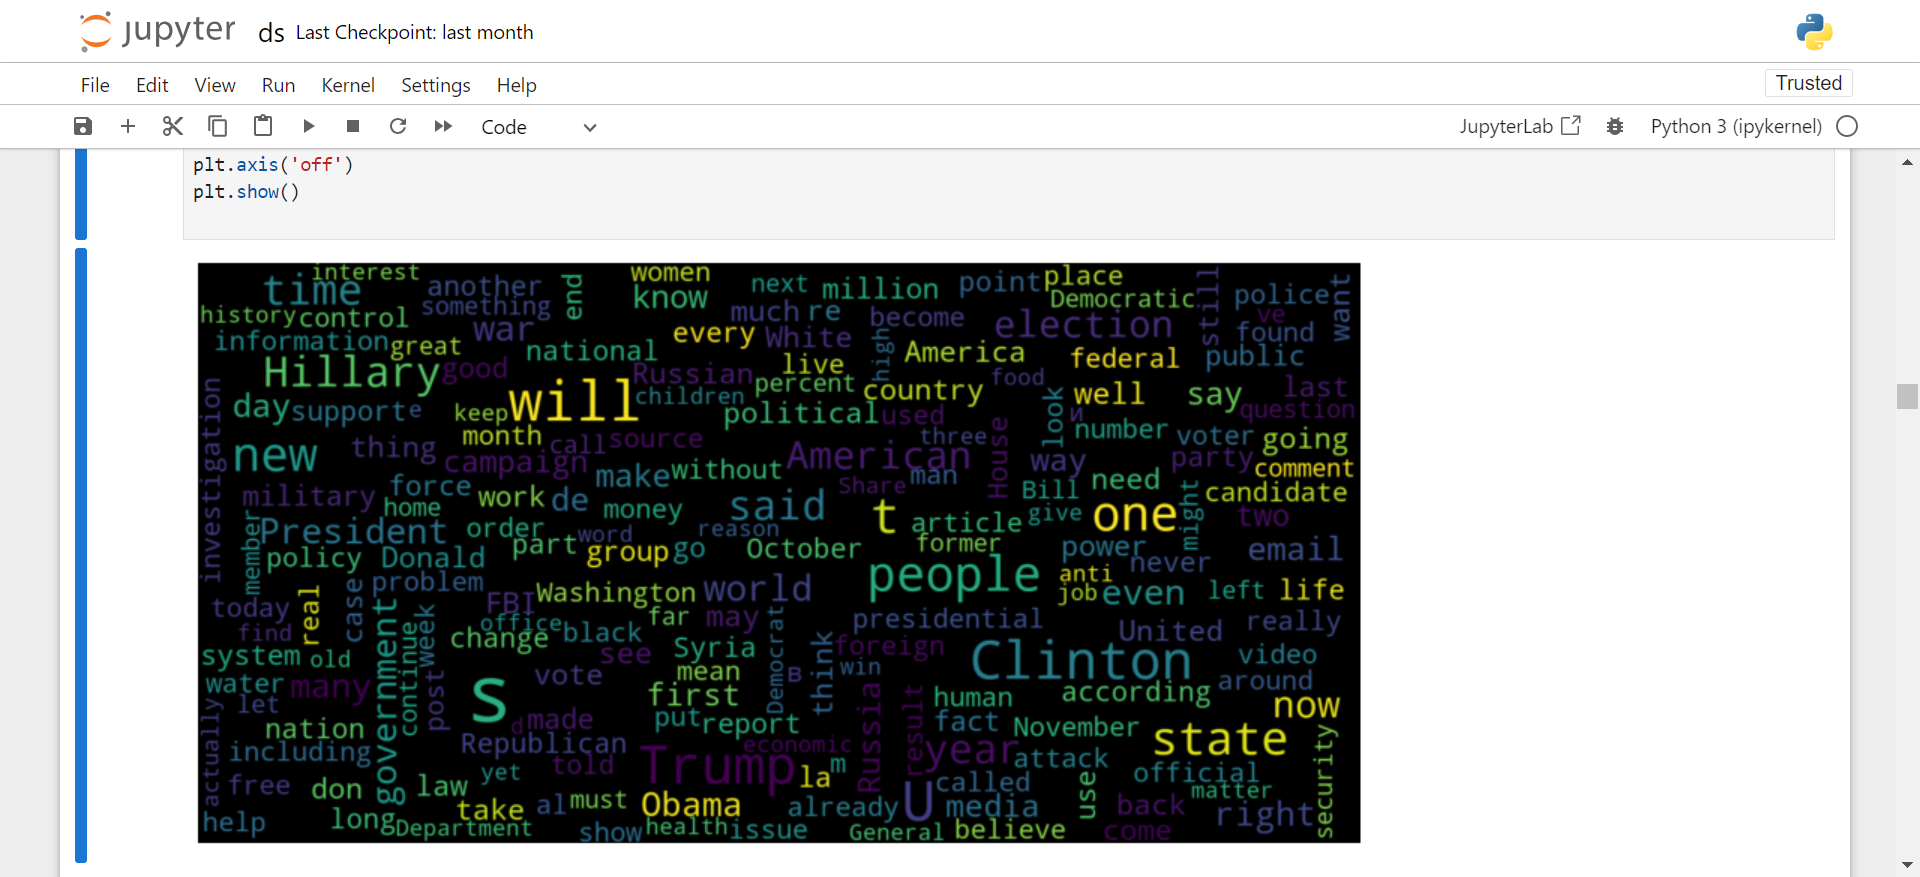 jupyter ds Last Checkpoint: last month
File Edit View Run Kernel Settings Help Trusted
Code JupyterLab Python 3 (ipykernel)
plt.axis('off')
plt.show()
interest women next million point place
time another end know Democratic still police want
history control something much re become election ve found
information great war every White high America federal public
Hillary good national Russian live percent country food well say last
investigation day supporte keep will children political used look N question
new thing month call source American three House number voter going
campaign make without Share man way party comment
military force work de money said t Bill need candidate
home President order word reason article give one might two
member policy Donald part group go October former power never email
problem FBI Washington world people anti job even left life
today real case government week office far may presidential United really
find continue change black see Syria Democrat think foreign
system old post vote mean B win Clinton video
water many s first Russia human according around
let actually d made put report result fact November now
nation Republican economic year state security
including told Trump la m attack official
free don law yet called use matter
take al must Obama already U media back right
help long Department show health issue General believe come